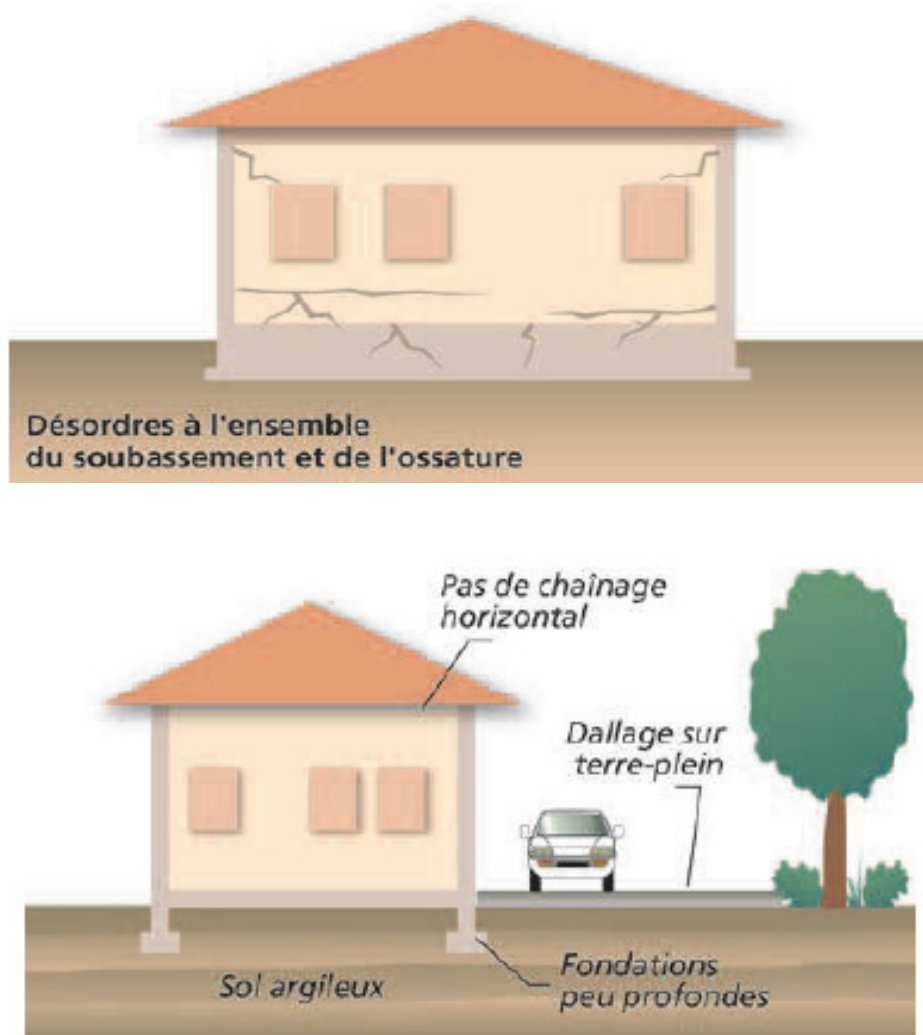 Désordres à l'ensemble
du soubassement et de l'ossature
Pas de chaînage
horizontal
Dallage sur
terre-plein
Sol argileux
Fondations
peu profondes